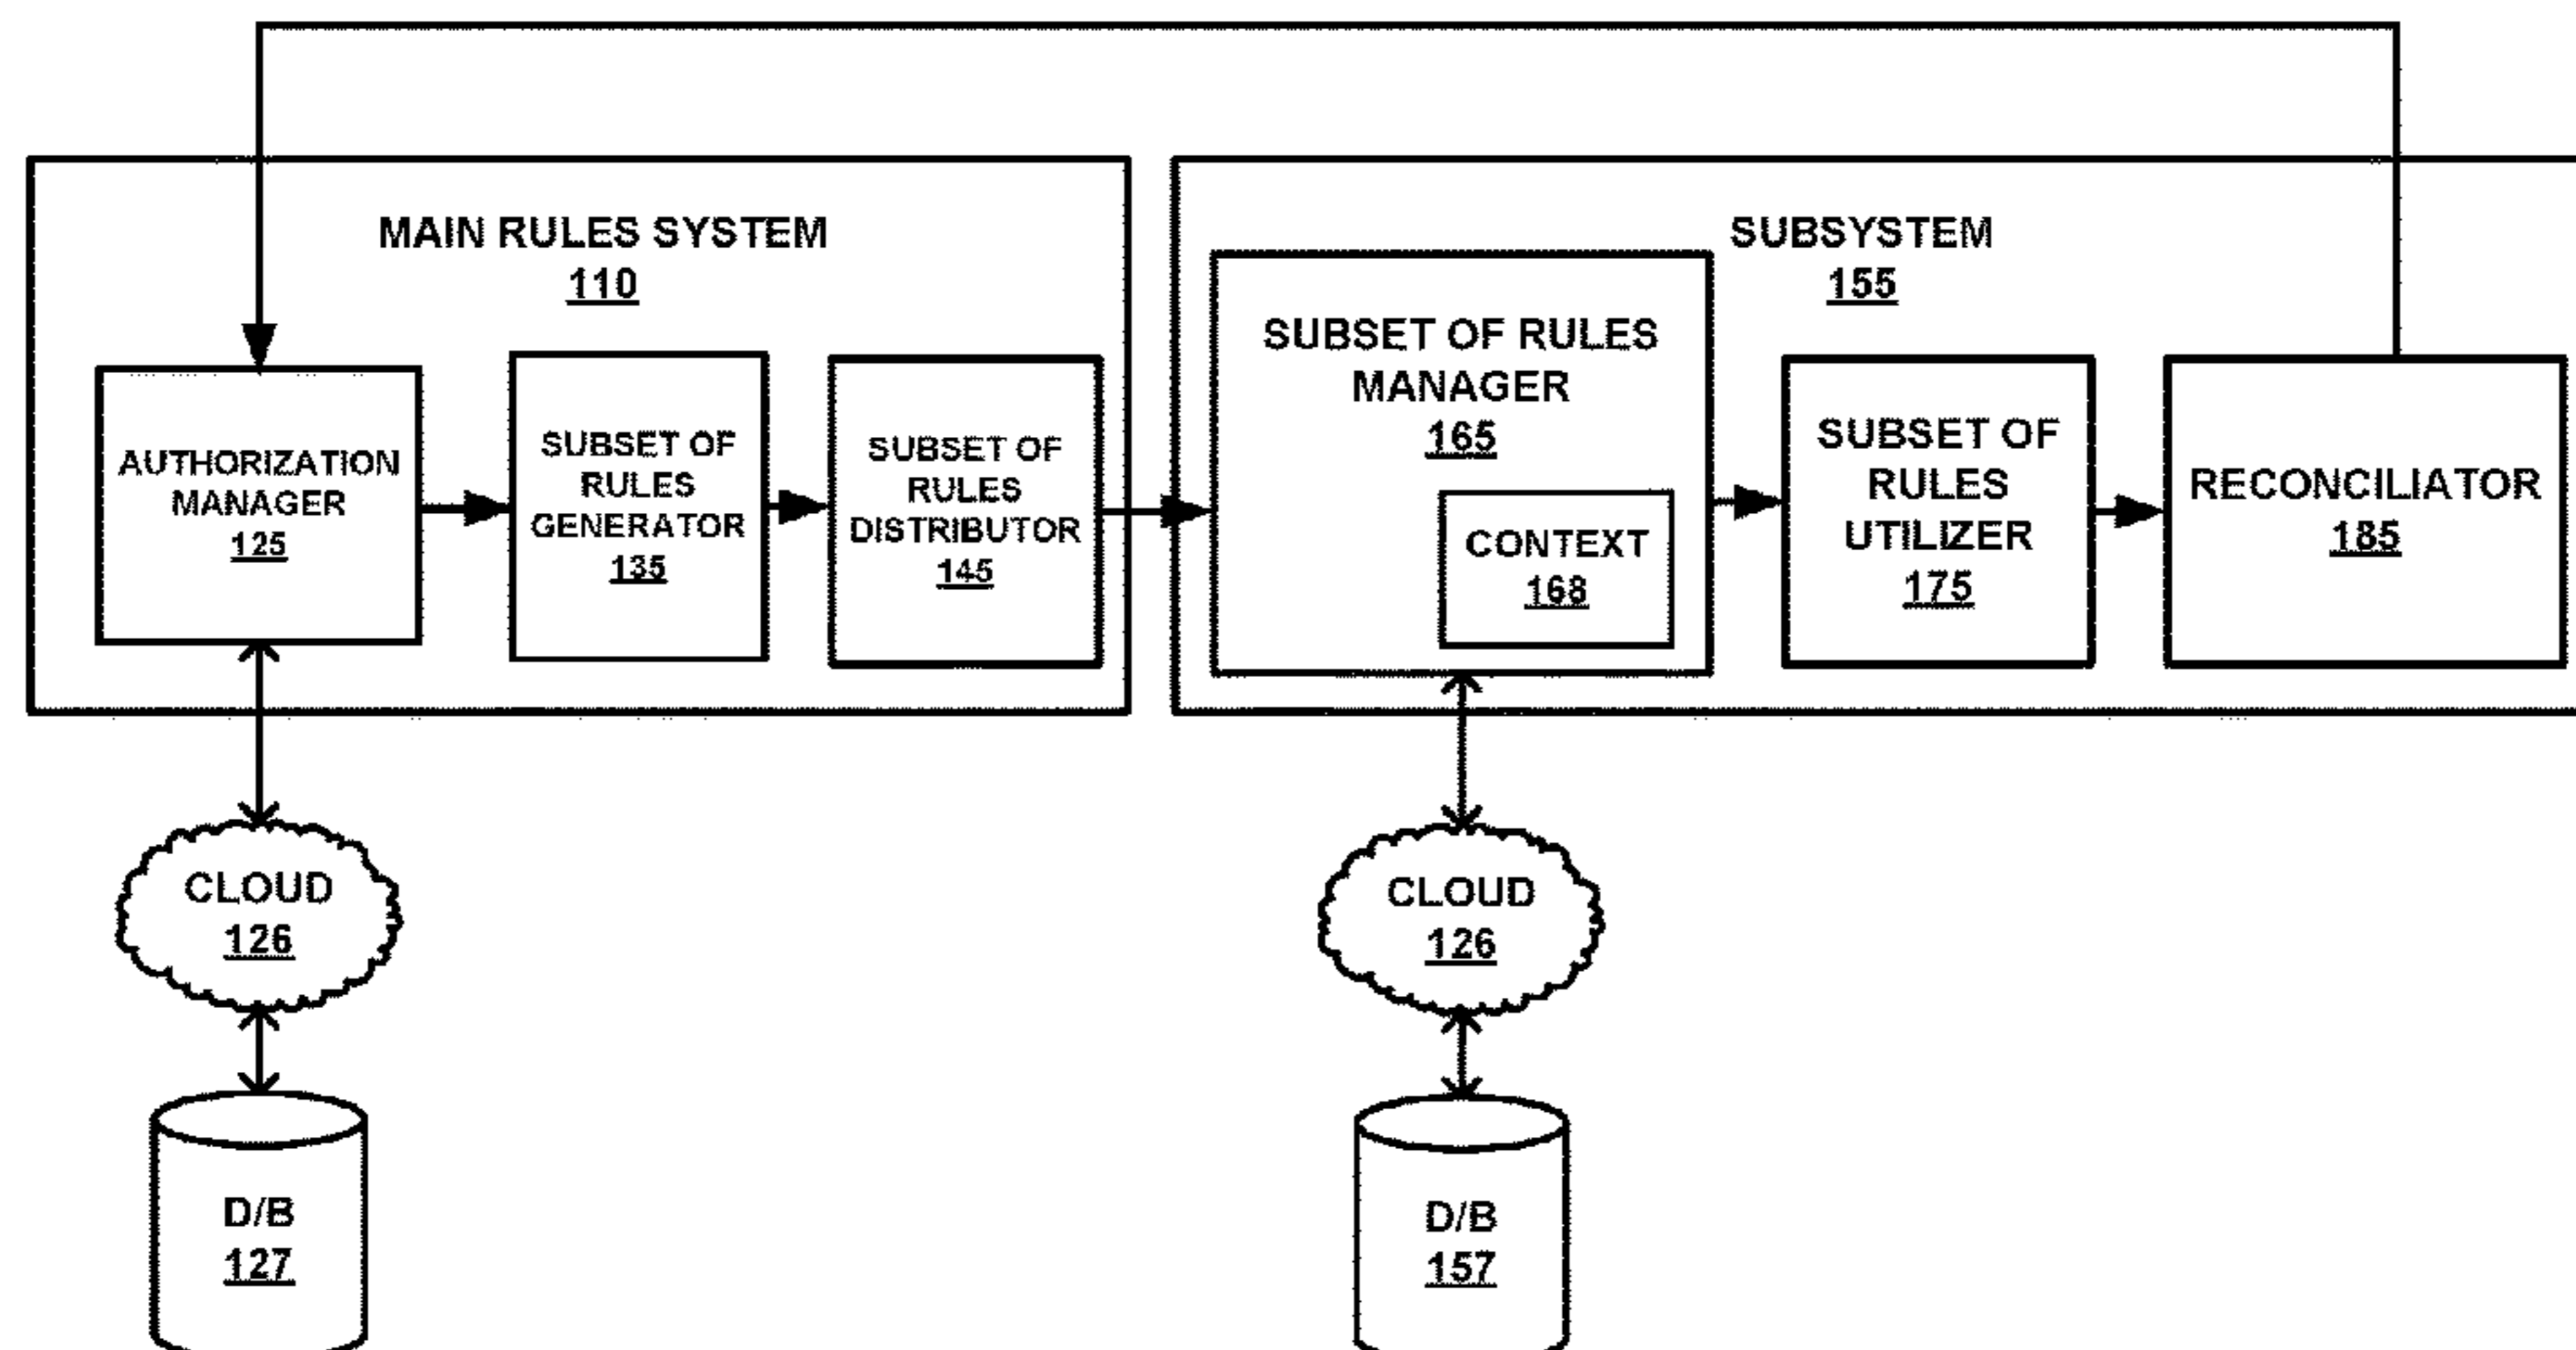 MAIN RULES SYSTEM
110
AUTHORIZATION
MANAGER
125
SUBSET OF
RULES
GENERATOR
135
SUBSET OF
RULES
DISTRIBUTOR
145
SUBSYSTEM
155
SUBSET OF RULES
MANAGER
165
CONTEXT
168
SUBSET OF
RULES
UTILIZER
175
RECONCILIATOR
185
CLOUD
126
D/B
127
CLOUD
126
D/B
157